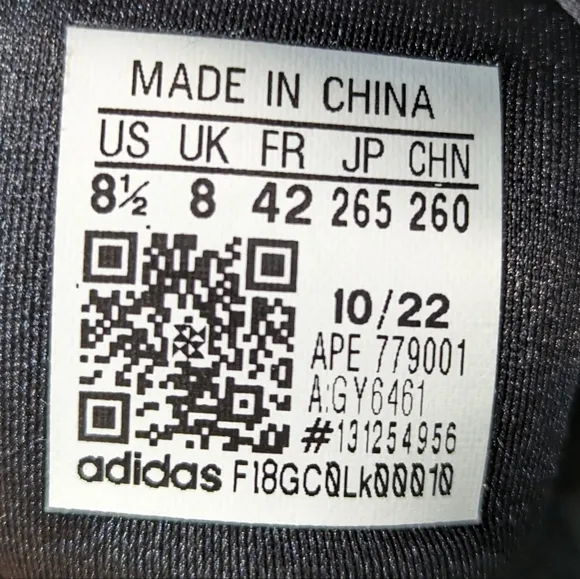 MADE IN CHINA
US UK FR JP CHN
8½ 8 42 265 260
10/22
APE 779001
A:GY6461
#131254956
adidas F18GC0Lk00010